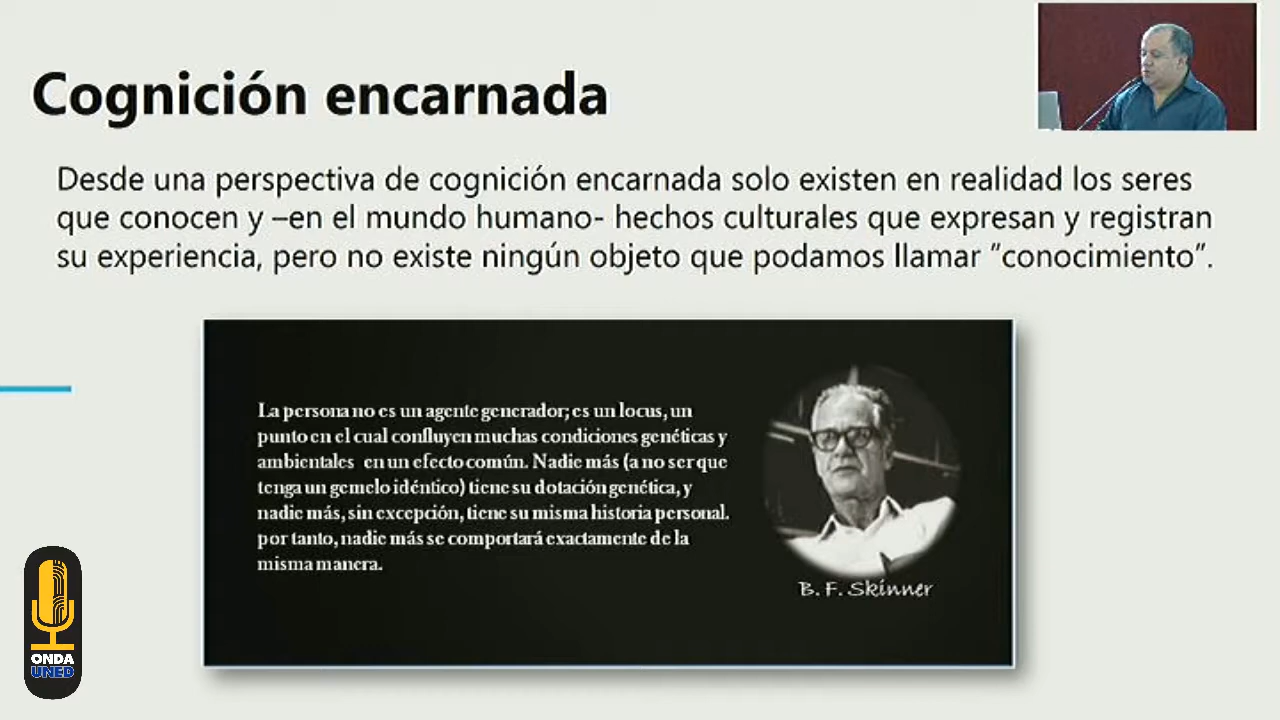 Cognición encarnada
Desde una perspectiva de cognición encarnada solo existen en realidad los seres
que conocen y –en el mundo humano- hechos culturales que expresan y registran
su experiencia, pero no existe ningún objeto que podamos llamar “conocimiento”.
La persona no es un agente generador; es un locus, un
punto en el cual confluyen muchas condiciones genéticas y
ambientales en un efecto común. Nadie más (a no ser que
tenga un gemelo idéntico) tiene su dotación genética, y
nadie más, sin excepción, tiene su misma historia personal.
por tanto, nadie más se comportará exactamente de la
misma manera.
B. F. Skinner
ONDA
UNED